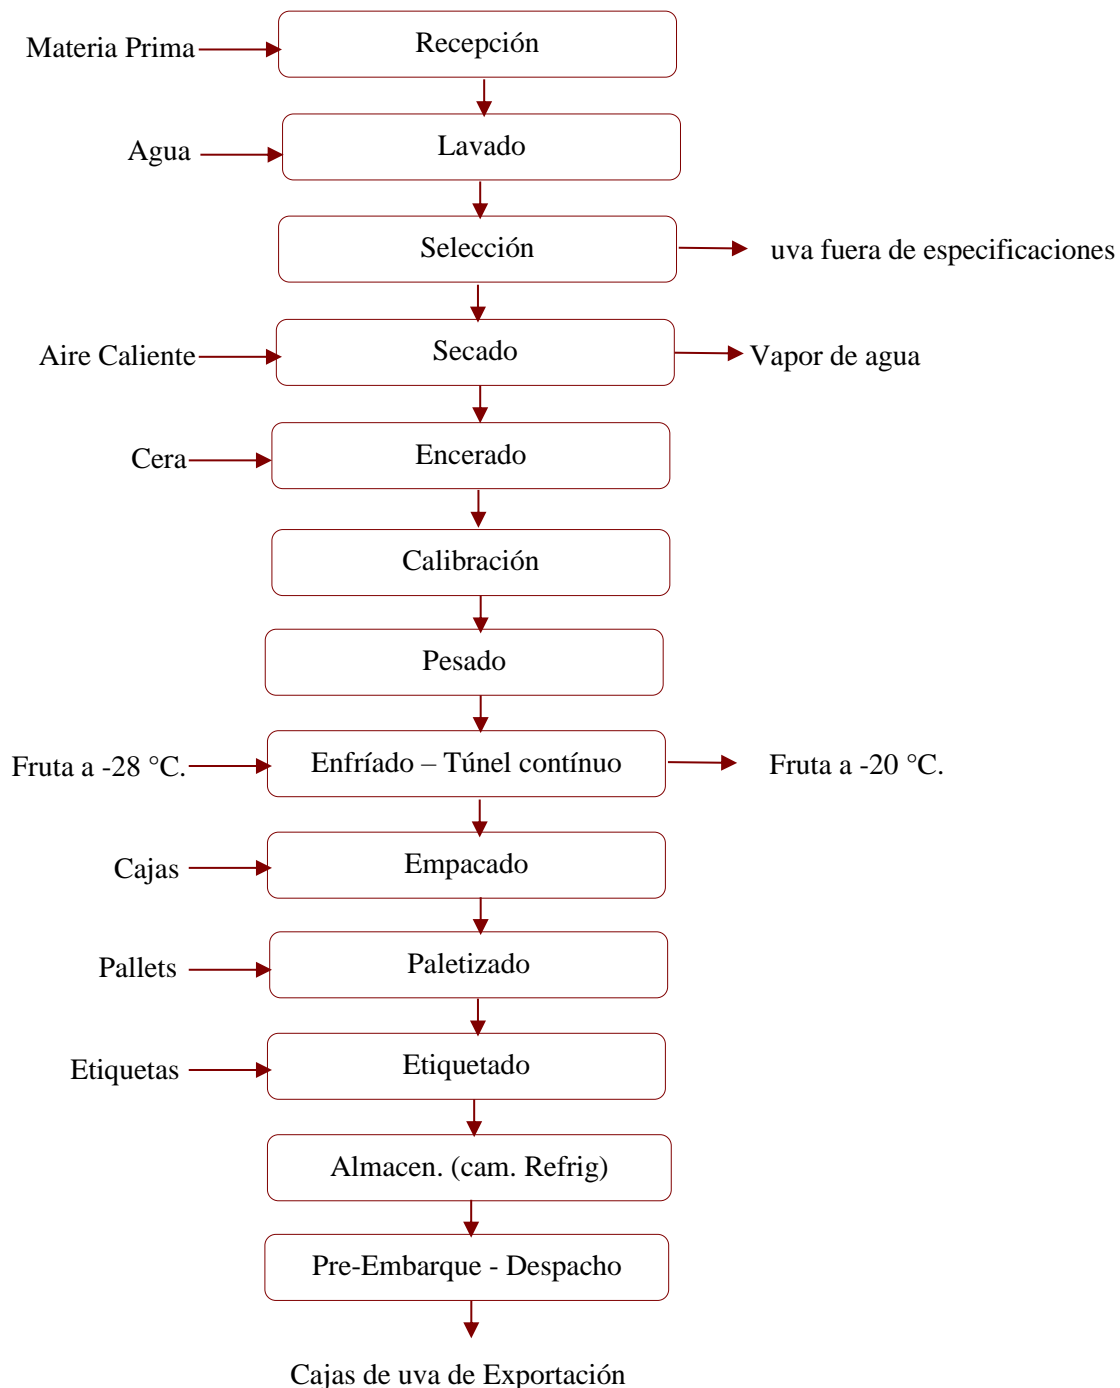 Materia Prima
Recepción
Agua
Lavado
Selección
uva fuera de especificaciones
Aire Caliente
Secado
Vapor de agua
Cera
Encerado
Calibración
Pesado
Fruta a -28 °C.
Enfríado – Túnel contínuo
Fruta a -20 °C.
Cajas
Empacado
Pallets
Paletizado
Etiquetas
Etiquetado
Almacen. (cam. Refrig)
Pre-Embarque - Despacho
Cajas de uva de Exportación